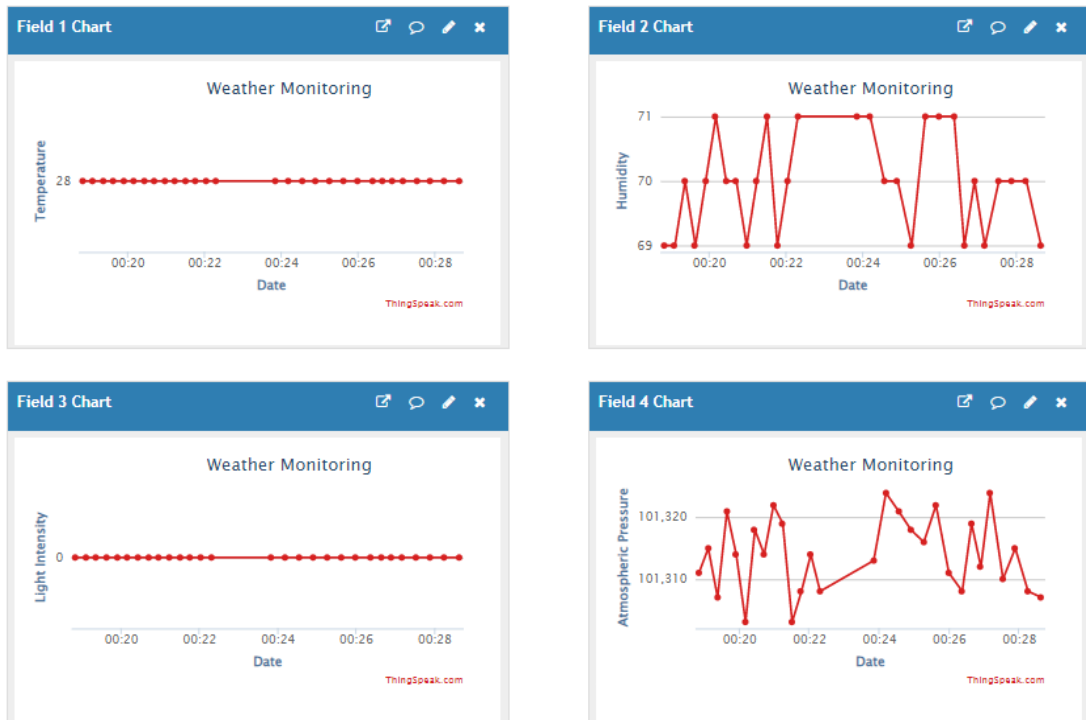 Field 1 Chart
Weather Monitoring
Temperature
28
00:20 00:22 00:24 00:26 00:28
Date
ThingSpeak.com
Field 2 Chart
Weather Monitoring
Humidity
71
70
69
00:20 00:22 00:24 00:26 00:28
Date
ThingSpeak.com
Field 3 Chart
Weather Monitoring
Light Intensity
0
00:20 00:22 00:24 00:26 00:28
Date
ThingSpeak.com
Field 4 Chart
Weather Monitoring
Atmospheric Pressure
101,320
101,310
00:20 00:22 00:24 00:26 00:28
Date
ThingSpeak.com